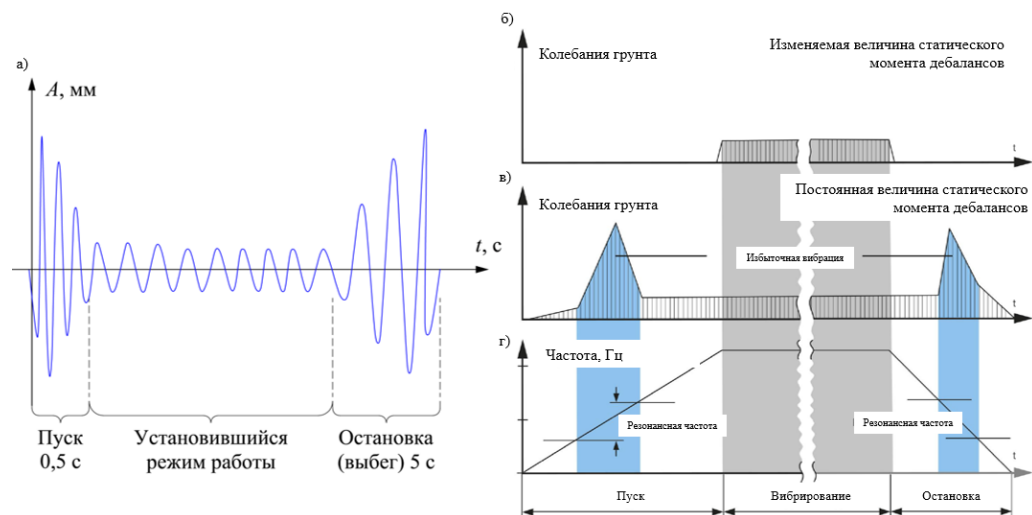 а)
A, мм
t, с
Пуск
0,5 с
Установившийся
режим работы
Остановка
(выбег) 5 с
б)
Колебания грунта
Изменяемая величина статического
момента дебалансов
t
в)
Колебания грунта
Постоянная величина статического
момента дебалансов
Избыточная вибрация
t
г)
Частота, Гц
Резонансная частота
Резонансная частота
t
Пуск
Вибрирование
Остановка